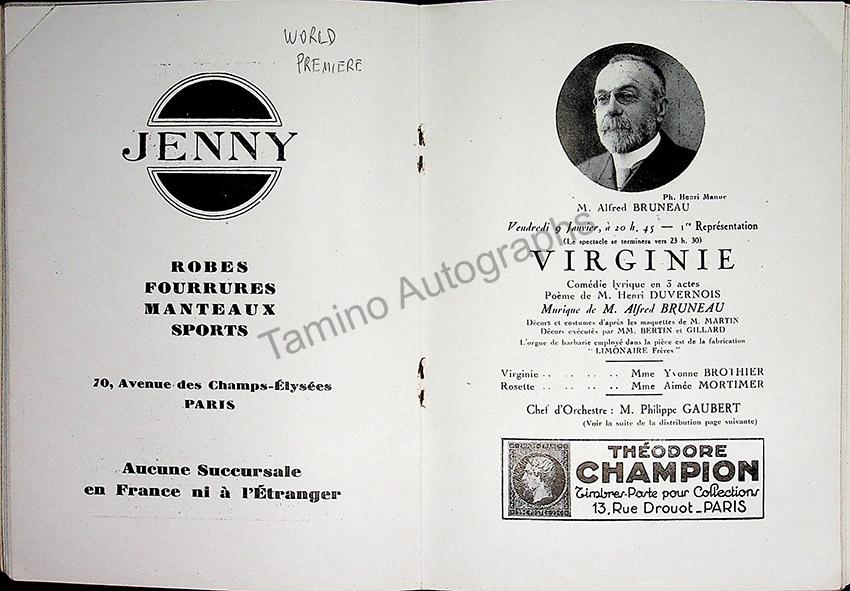 WORLD
PREMIERE
JENNY
ROBES
FOURRURES
MANTEAUX
SPORTS
70, Avenue des Champs-Élysées
PARIS
Aucune Succursale
en France ni à l'Étranger
Ph. Henri Manue
M. Alfred BRUNEAU
Vendredi 9 Janvier, à 20 h. 45 — 1re Représentation
(Le spectacle se terminera vers 23 h. 30)
VIRGINIE
Comédie lyrique en 3 actes
Poème de M. Henri DUVERNOIS
Musique de M. Alfred BRUNEAU
Décors et costumes d'après les maquettes de M. MARTIN
Décors exécutés par MM. BERTIN et GILLARD
L'orgue de barbarie employé dans la pièce est de la fabrication
"LIMONAIRE Frères"
Virginie .. .. .. .. .. Mme Yvonne BROTHIER
Rosette .. .. .. .. .. Mme Aimée MORTIMER
Chef d'Orchestre : M. Philippe GAUBERT
(Voir la suite de la distribution page suivante)
THÉODORE
CHAMPION
Timbres-Poste pour Collections
13, Rue Drouot_PARIS
Tamino Autographs